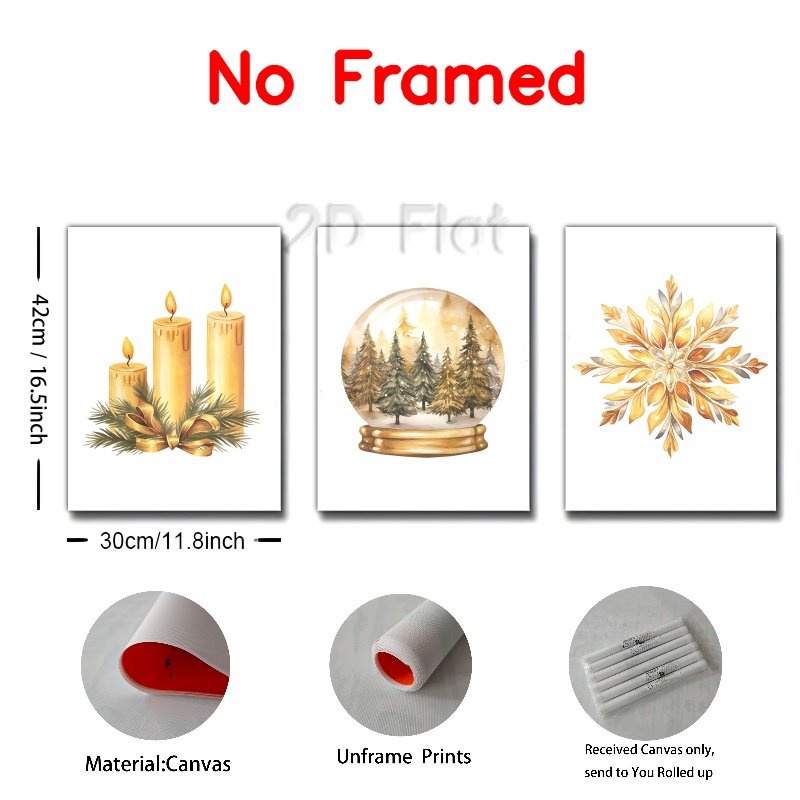 No Framed
2D Flat
42cm / 16.5inch
30cm/11.8inch
Material:Canvas
Unframe Prints
Received Canvas only,
send to You Rolled up